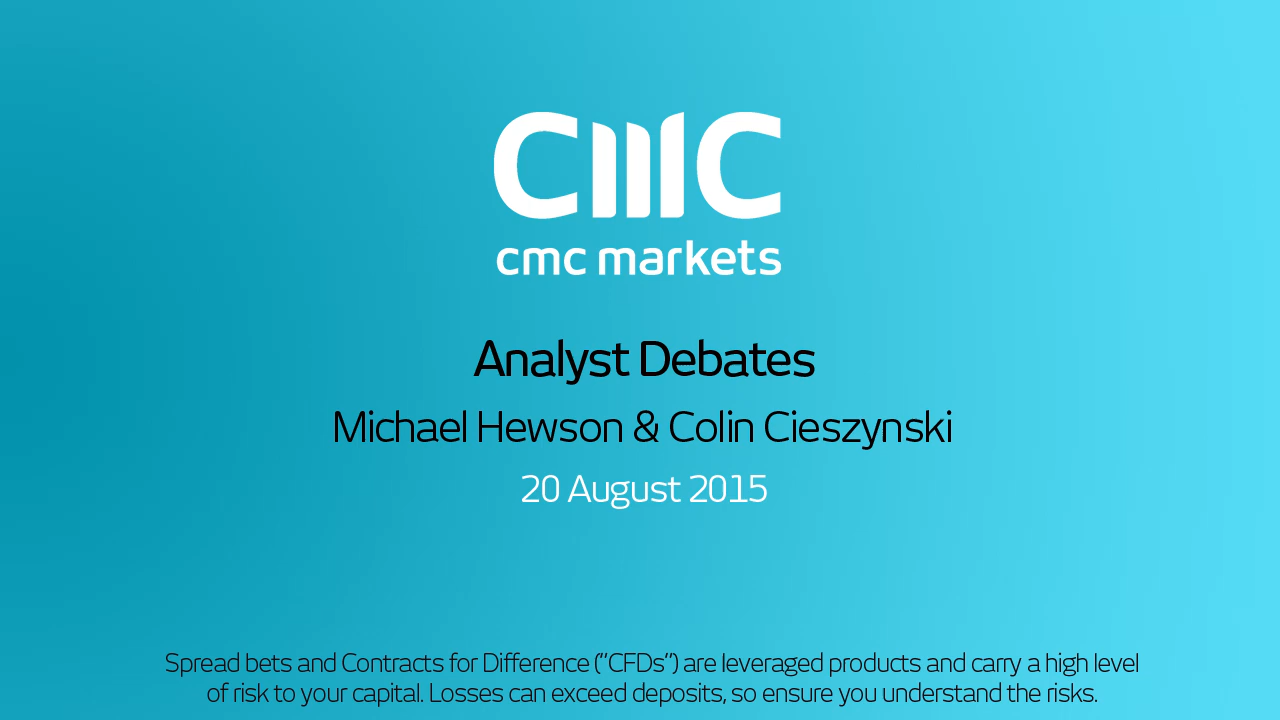 CMC
cmc markets
Analyst Debates
Michael Hewson & Colin Cieszynski
20 August 2015
Spread bets and Contracts for Difference (“CFDs”) are leveraged products and carry a high level
of risk to your capital. Losses can exceed deposits, so ensure you understand the risks.